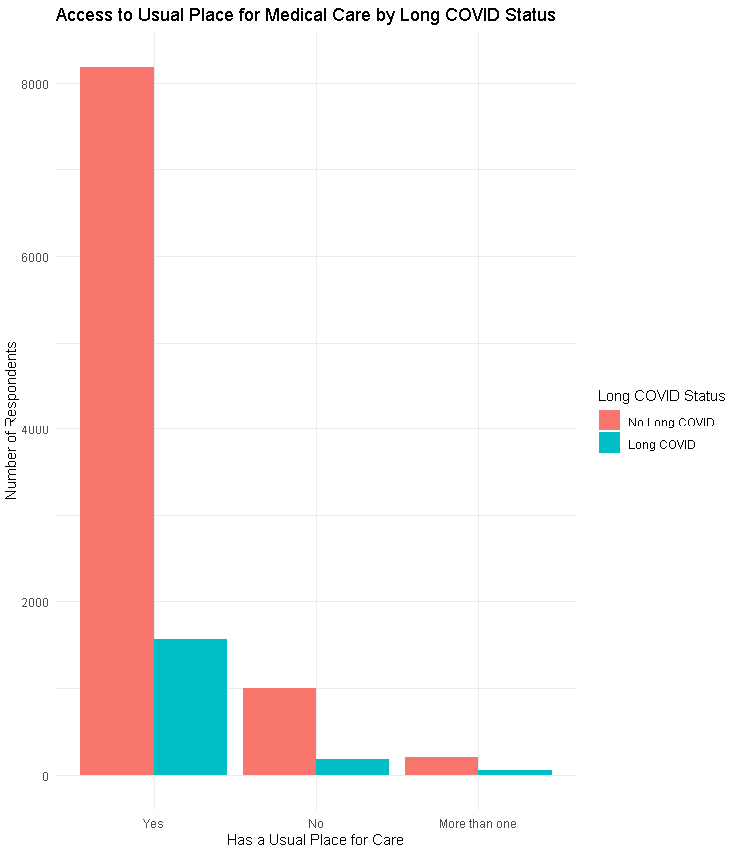 Access to Usual Place for Medical Care by Long COVID Status
8000
6000
4000
2000
0
Number of Respondents
Yes
No
More than one
Has a Usual Place for Care
Long COVID Status
No Long COVID
Long COVID